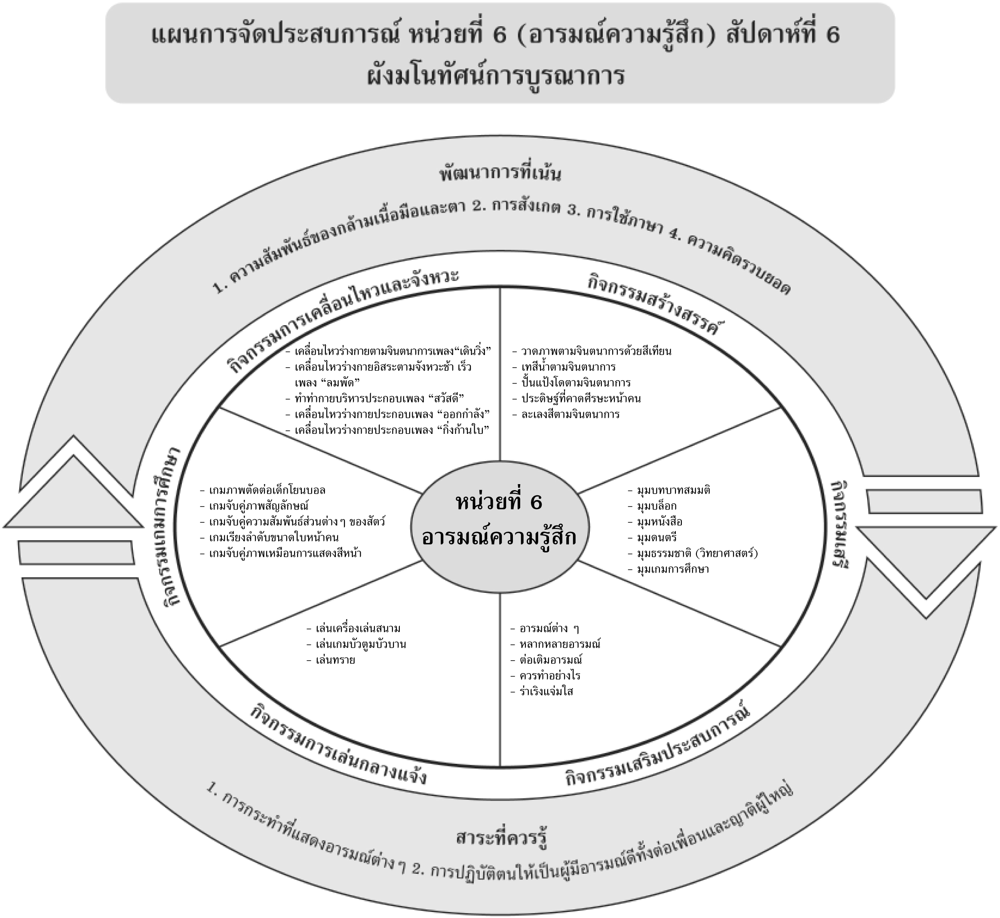 แผนการจัดประสบการณ์ หน่วยที่ 6 (อารมณ์ความรู้สึก) สัปดาห์ที่ 6
ผังมโนทัศน์การบูรณาการ
พัฒนาการที่เน้น
1. ความสัมพันธ์ของกล้ามเนื้อมือและตา 2. การสังเกต 3. การใช้ภาษา 4. ความคิดรวบยอด
กิจกรรมการเคลื่อนไหวและจังหวะ
- เคลื่อนไหวร่างกายตามจินตนาการเพลง“เดินวิ่ง”
- เคลื่อนไหวร่างกายอิสระตามจังหวะช้า เร็ว
เพลง “ลมพัด”
- ทำท่ากายบริหารประกอบเพลง “สวัสดี”
- เคลื่อนไหวร่างกายประกอบเพลง “ออกกำลัง”
- เคลื่อนไหวร่างกายประกอบเพลง “กิ่งก้านใบ”
กิจกรรมสร้างสรรค์
- วาดภาพตามจินตนาการด้วยสีเทียน
- เทสีน้ำตามจินตนาการ
- ปั้นแป้งโดตามจินตนาการ
- ประดิษฐ์ที่คาดศีรษะหน้าคน
- ละเลงสีตามจินตนาการ
กิจกรรมเกมการศึกษา
- เกมภาพตัดต่อเด็กโยนบอล
- เกมจับคู่ภาพสัญลักษณ์
- เกมจับคู่ความสัมพันธ์ส่วนต่างๆ ของสัตว์
- เกมเรียงลำดับขนาดใบหน้าคน
- เกมจับคู่ภาพเหมือนการแสดงสีหน้า
หน่วยที่ 6
อารมณ์ความรู้สึก
กิจกรรมเสรี
- มุมบทบาทสมมติ
- มุมบล็อก
- มุมหนังสือ
- มุมดนตรี
- มุมธรรมชาติ (วิทยาศาสตร์)
- มุมเกมการศึกษา
- เล่นเครื่องเล่นสนาม
- เล่นเกมบัวตูมบัวบาน
- เล่นทราย
กิจกรรมการเล่นกลางแจ้ง
- อารมณ์ต่าง ๆ
- หลากหลายอารมณ์
- ต่อเติมอารมณ์
- ควรทำอย่างไร
- ร่าเริงแจ่มใส
กิจกรรมเสริมประสบการณ์
สาระที่ควรรู้
1. การกระทำที่แสดงอารมณ์ต่างๆ 2. การปฏิบัติตนให้เป็นผู้มีอารมณ์ดีทั้งต่อเพื่อนและญาติผู้ใหญ่